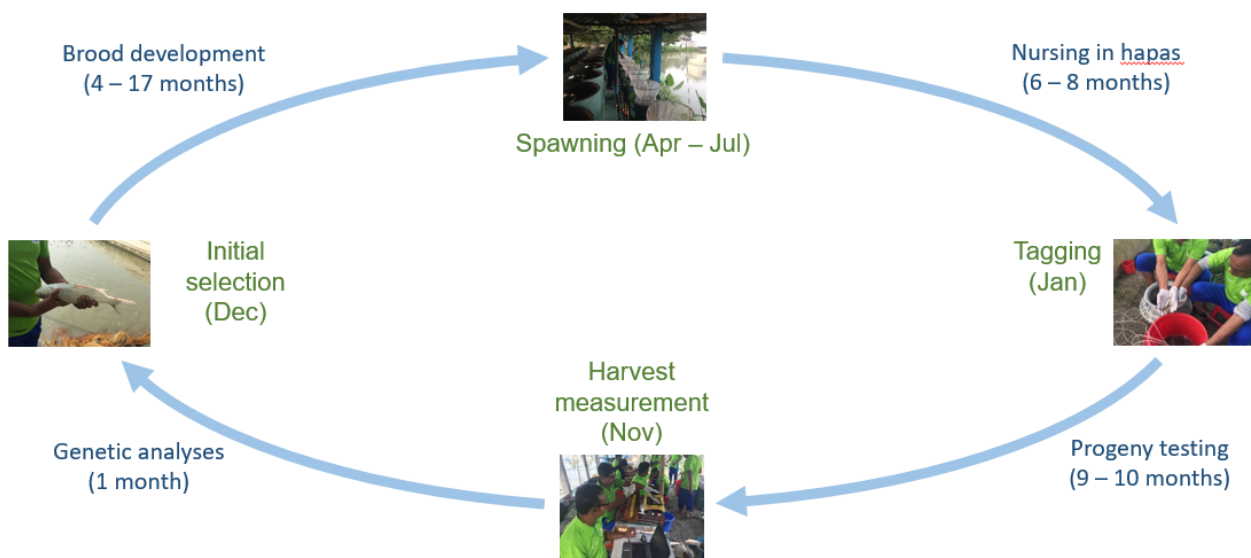 Brood development
(4 – 17 months)
Spawning (Apr – Jul)
Nursing in hapas
(6 – 8 months)
Initial
selection
(Dec)
Tagging
(Jan)
Harvest
measurement
(Nov)
Genetic analyses
(1 month)
Progeny testing
(9 – 10 months)